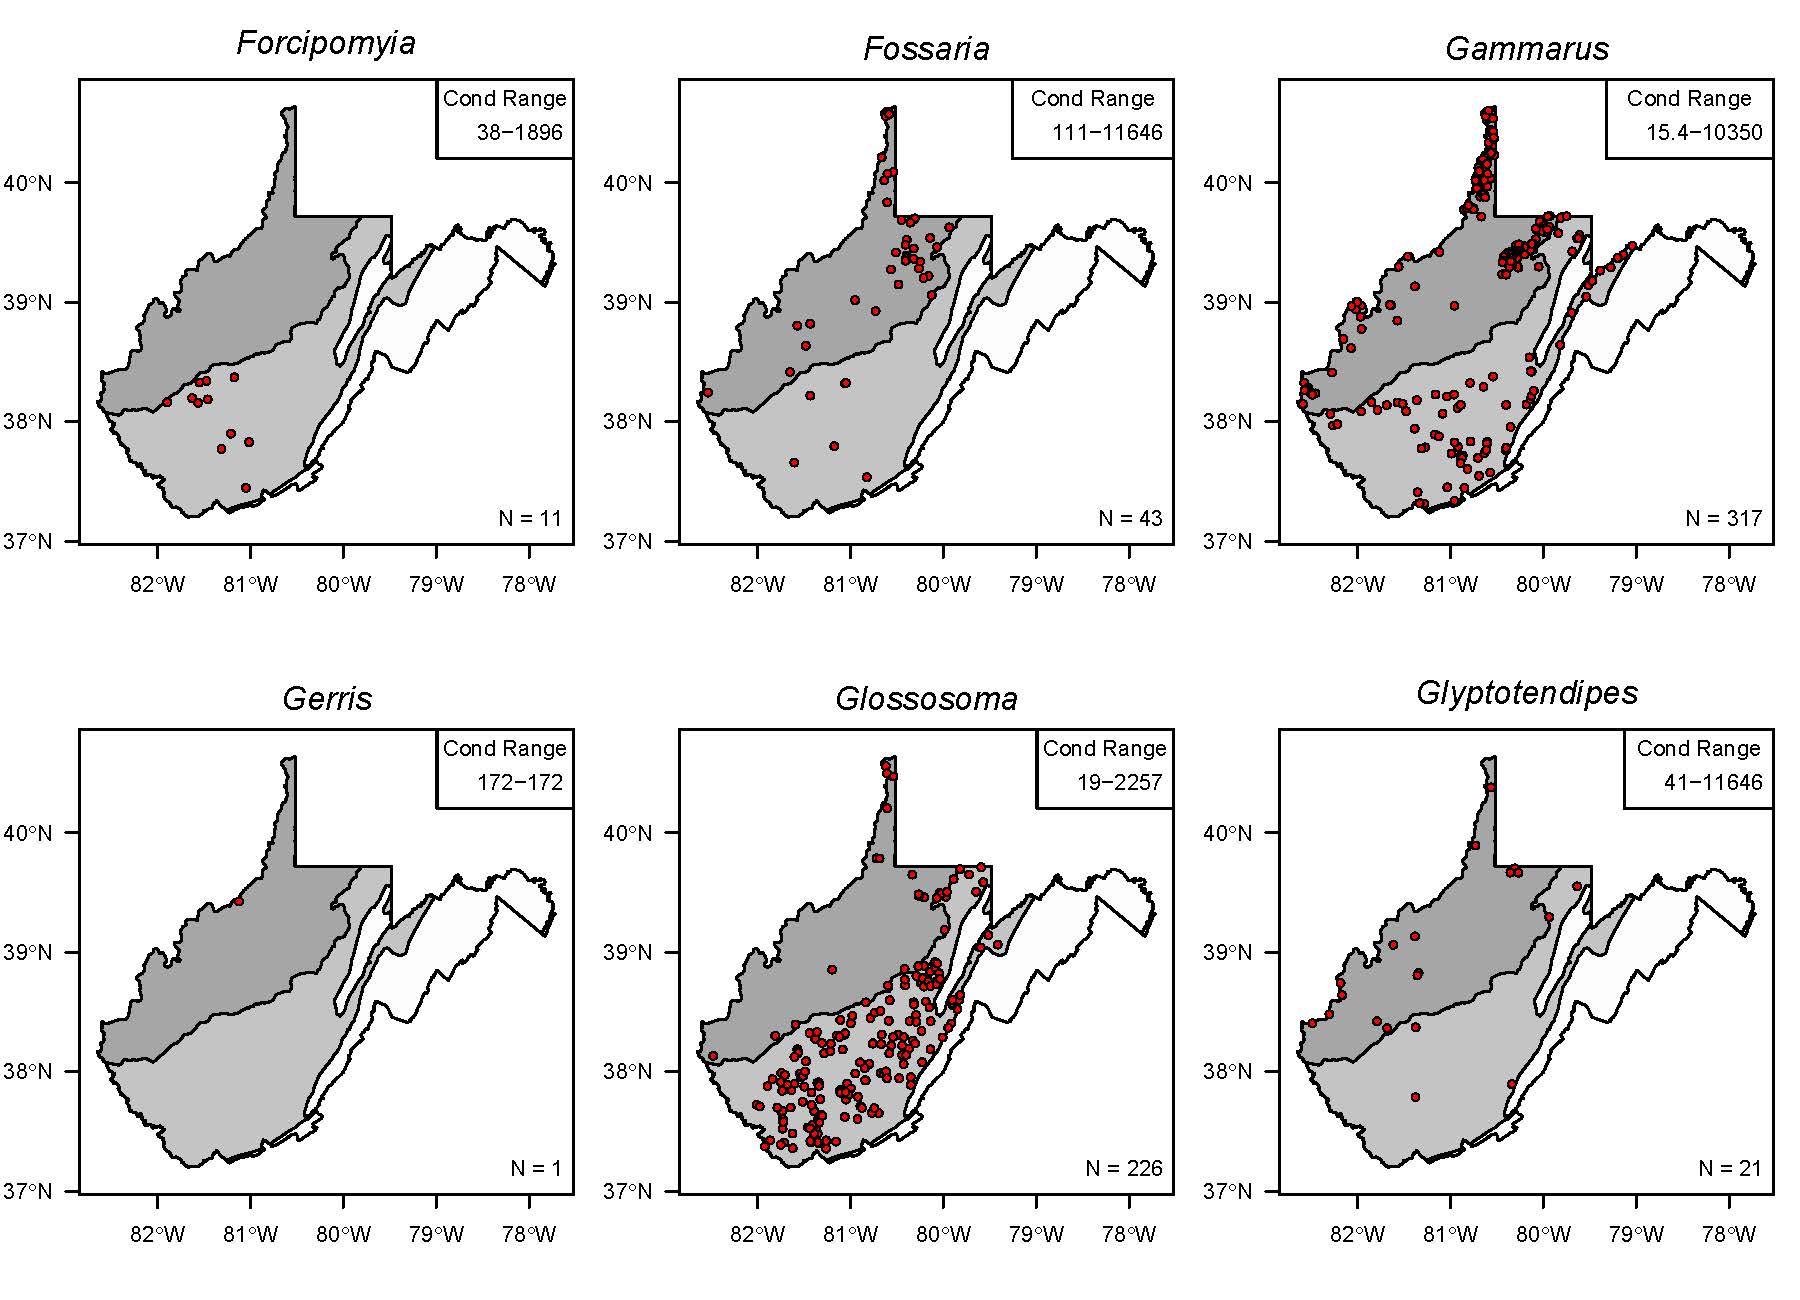 Forcipomyia
Fossaria
Gammarus
Cond Range
38−1896
Cond Range
111−11646
Cond Range
15.4−10350
40°N
39°N
38°N
37°N
40°N
39°N
38°N
37°N
40°N
39°N
38°N
37°N
N = 11
N = 43
N = 317
82°W 81°W 80°W 79°W 78°W
82°W 81°W 80°W 79°W 78°W
82°W 81°W 80°W 79°W 78°W
Gerris
Glossosoma
Glyptotendipes
Cond Range
172−172
Cond Range
19−2257
Cond Range
41−11646
40°N
39°N
38°N
37°N
40°N
39°N
38°N
37°N
40°N
39°N
38°N
37°N
N = 1
N = 226
N = 21
82°W 81°W 80°W 79°W 78°W
82°W 81°W 80°W 79°W 78°W
82°W 81°W 80°W 79°W 78°W